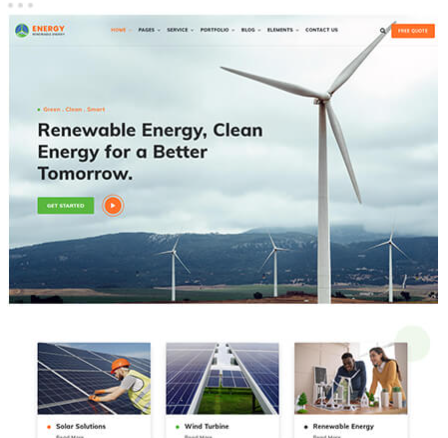 ENERGY
RENEWABLE ENERGY
HOME PAGES SERVICE PORTFOLIO BLOG ELEMENTS CONTACT US
FREE QUOTE
Green . Clean . Smart
Renewable Energy, Clean
Energy for a Better
Tomorrow.
GET STARTED
Solar Solutions
Wind Turbine
Renewable Energy
Read More
Read More
Read More